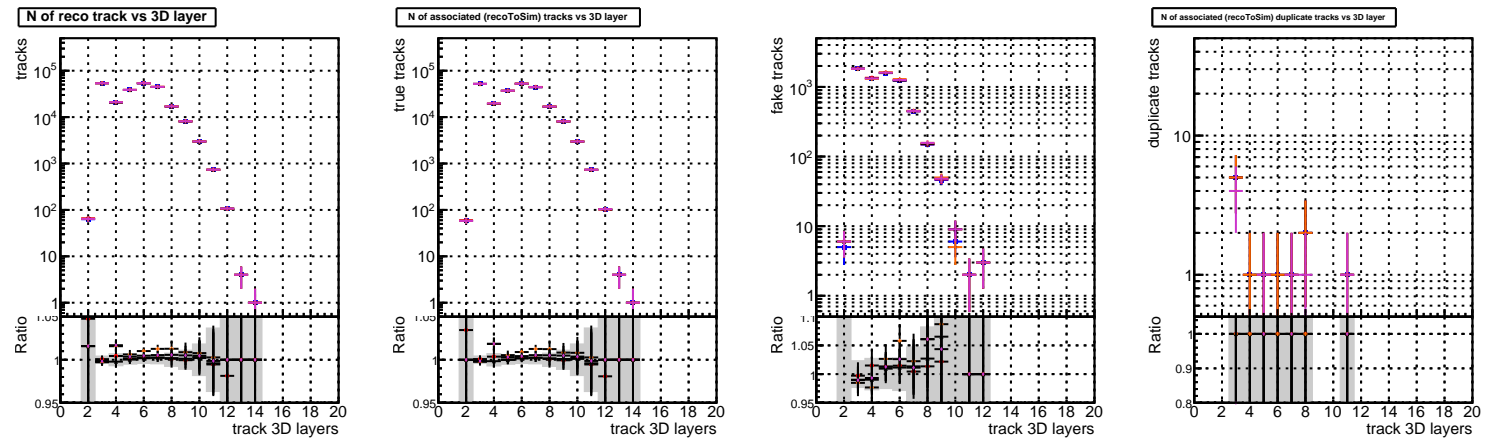 N of reco track vs 3D layer
tracks
10^5
10^4
10^3
10^2
10
1
Ratio
1.05
1
0.95
0 2 4 6 8 10 12 14 16 18 20
track 3D layers
N of associated (recoToSim) tracks vs 3D layer
true tracks
10^5
10^4
10^3
10^2
10
1
Ratio
1.05
1
0.95
0 2 4 6 8 10 12 14 16 18 20
track 3D layers
fake tracks
10^3
10^2
10
1
Ratio
1.1
1.05
1
0.95
0 2 4 6 8 10 12 14 16 18 20
track 3D layers
N of associated (recoToSim) duplicate tracks vs 3D layer
duplicate tracks
10
1
Ratio
1
0.9
0.8
0 2 4 6 8 10 12 14 16 18 20
track 3D layers